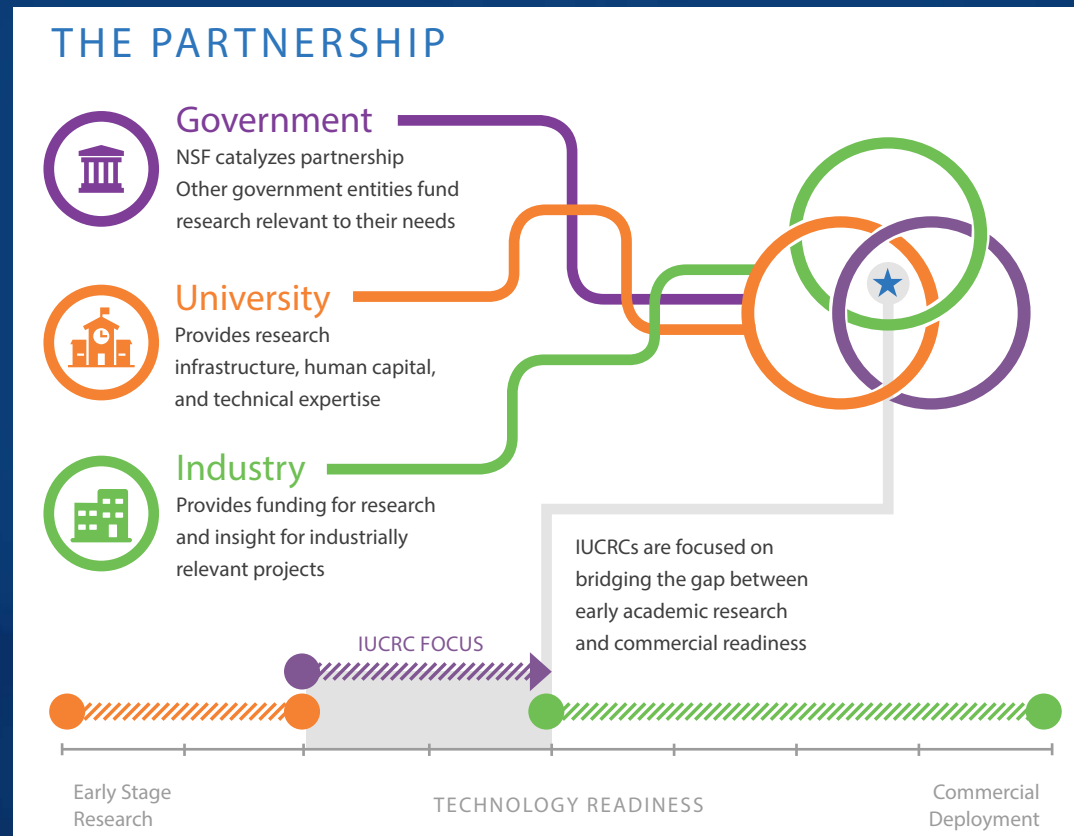 THE PARTNERSHIP
Government
NSF catalyzes partnership
Other government entities fund
research relevant to their needs
University
Provides research
infrastructure, human capital,
and technical expertise
Industry
Provides funding for research
and insight for industrially
relevant projects
IUCRCs are focused on
bridging the gap between
early academic research
and commercial readiness
IUCRC FOCUS
Early Stage
Research
TECHNOLOGY READINESS
Commercial
Deployment